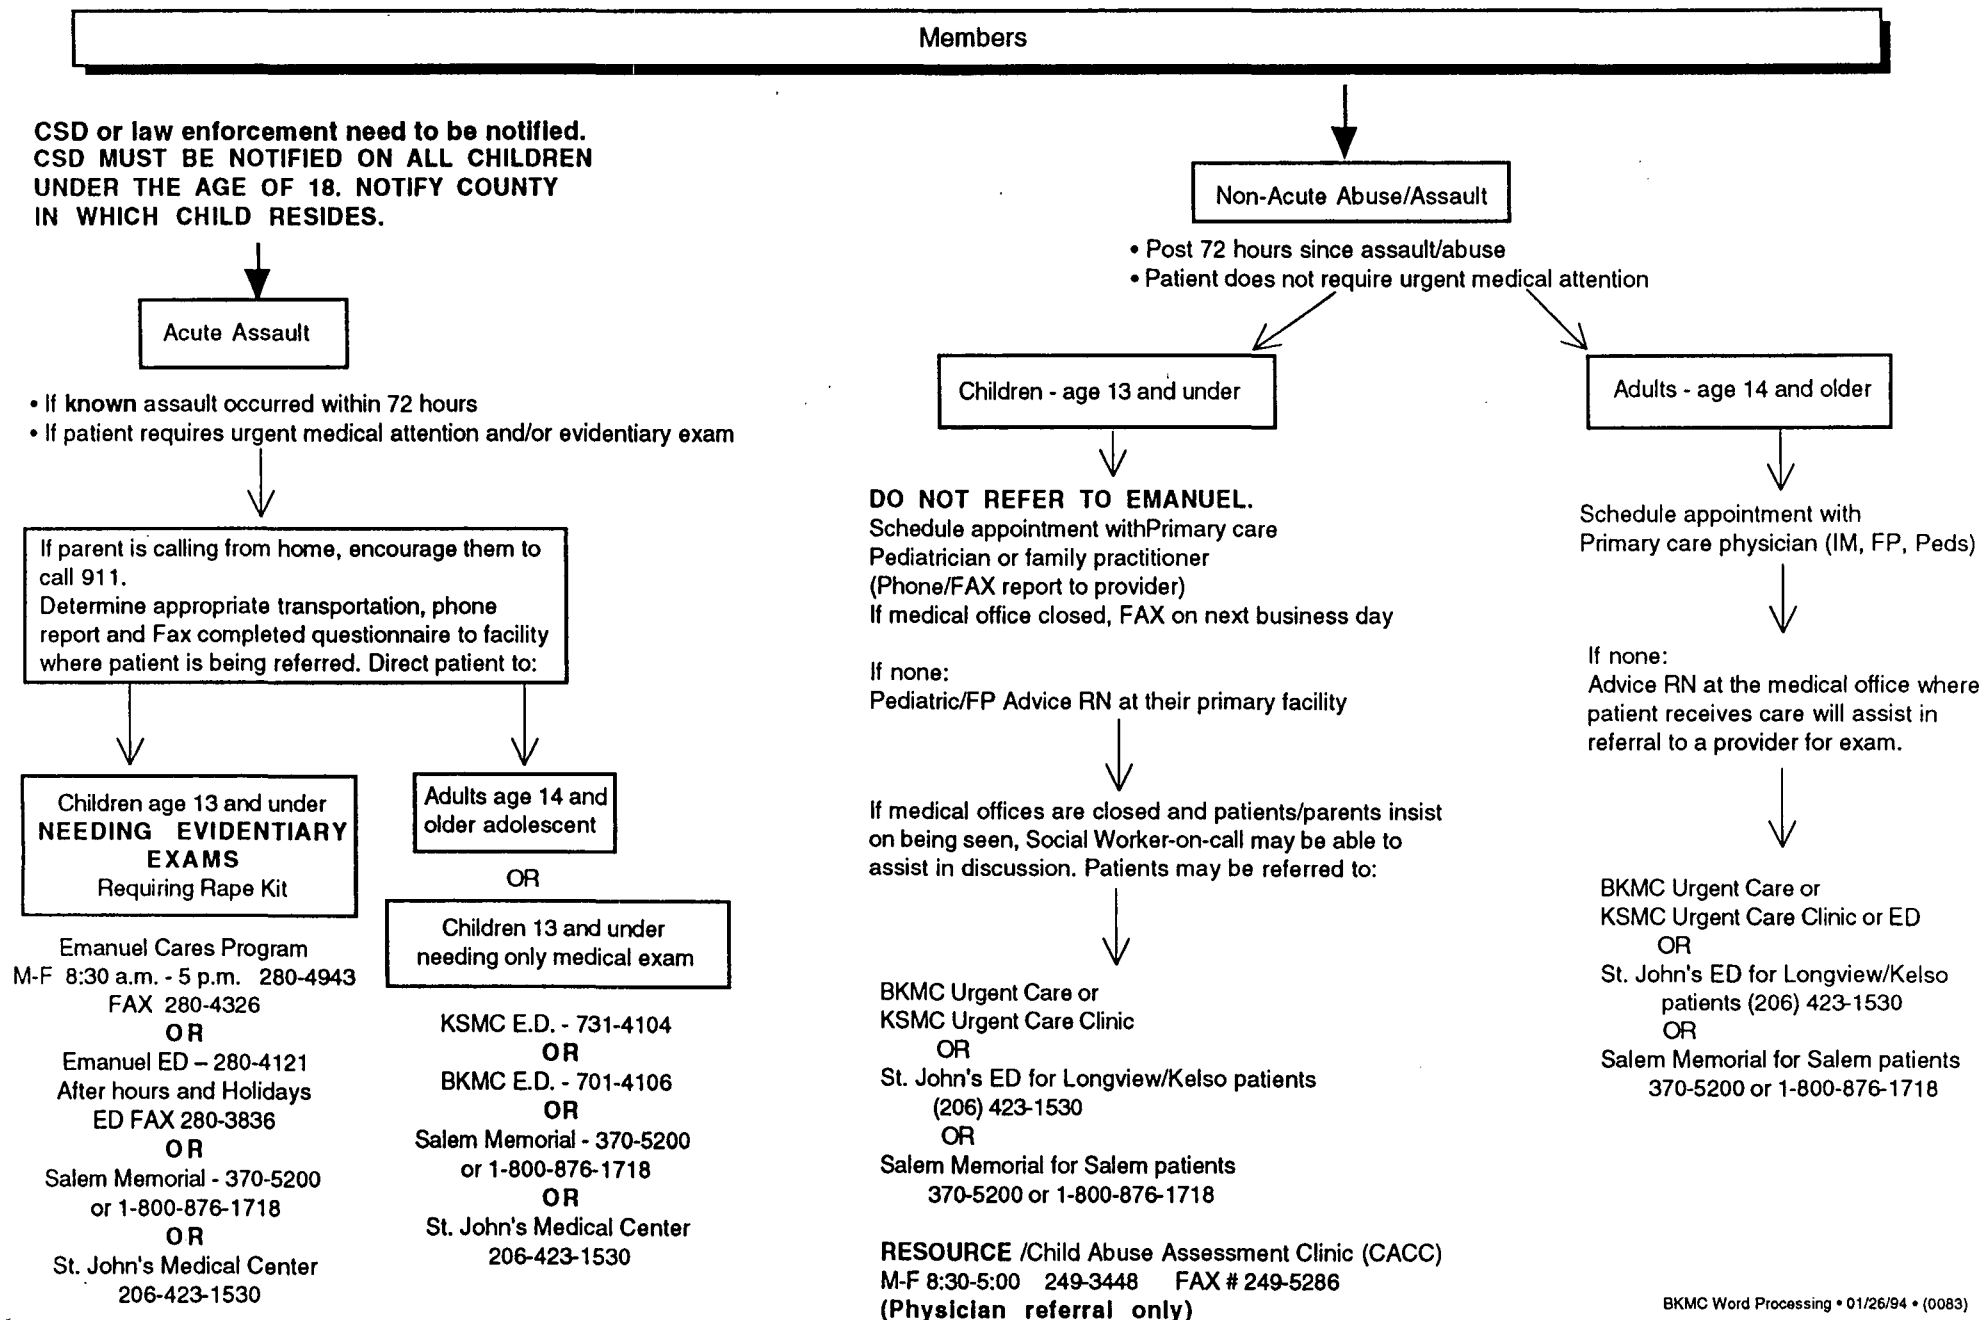 Members
CSD or law enforcement need to be notified.
CSD MUST BE NOTIFIED ON ALL CHILDREN
UNDER THE AGE OF 18. NOTIFY COUNTY
IN WHICH CHILD RESIDES.
Acute Assault
• If known assault occurred within 72 hours
• If patient requires urgent medical attention and/or evidentiary exam
If parent is calling from home, encourage them to
call 911.
Determine appropriate transportation, phone
report and Fax completed questionnaire to facility
where patient is being referred. Direct patient to:
Children age 13 and under
NEEDING EVIDENTIARY
EXAMS
Requiring Rape Kit
Emanuel Cares Program
M-F 8:30 a.m. - 5 p.m. 280-4943
FAX 280-4326
OR
Emanuel ED – 280-4121
After hours and Holidays
ED FAX 280-3836
OR
Salem Memorial - 370-5200
or 1-800-876-1718
OR
St. John's Medical Center
206-423-1530
Adults age 14 and
older adolescent
OR
Children 13 and under
needing only medical exam
KSMC E.D. - 731-4104
OR
BKMC E.D. - 701-4106
OR
Salem Memorial - 370-5200
or 1-800-876-1718
OR
St. John's Medical Center
206-423-1530
Non-Acute Abuse/Assault
• Post 72 hours since assault/abuse
• Patient does not require urgent medical attention
Children - age 13 and under
DO NOT REFER TO EMANUEL.
Schedule appointment withPrimary care
Pediatrician or family practitioner
(Phone/FAX report to provider)
If medical office closed, FAX on next business day
If none:
Pediatric/FP Advice RN at their primary facility
If medical offices are closed and patients/parents insist
on being seen, Social Worker-on-call may be able to
assist in discussion. Patients may be referred to:
BKMC Urgent Care or
KSMC Urgent Care Clinic
OR
St. John's ED for Longview/Kelso patients
(206) 423-1530
OR
Salem Memorial for Salem patients
370-5200 or 1-800-876-1718
RESOURCE /Child Abuse Assessment Clinic (CACC)
M-F 8:30-5:00 249-3448 FAX # 249-5286
(Physician referral only)
Adults - age 14 and older
Schedule appointment with
Primary care physician (IM, FP, Peds)
If none:
Advice RN at the medical office where
patient receives care will assist in
referral to a provider for exam.
BKMC Urgent Care or
KSMC Urgent Care Clinic or ED
OR
St. John's ED for Longview/Kelso
patients (206) 423-1530
OR
Salem Memorial for Salem patients
370-5200 or 1-800-876-1718
BKMC Word Processing • 01/26/94 • (0083)